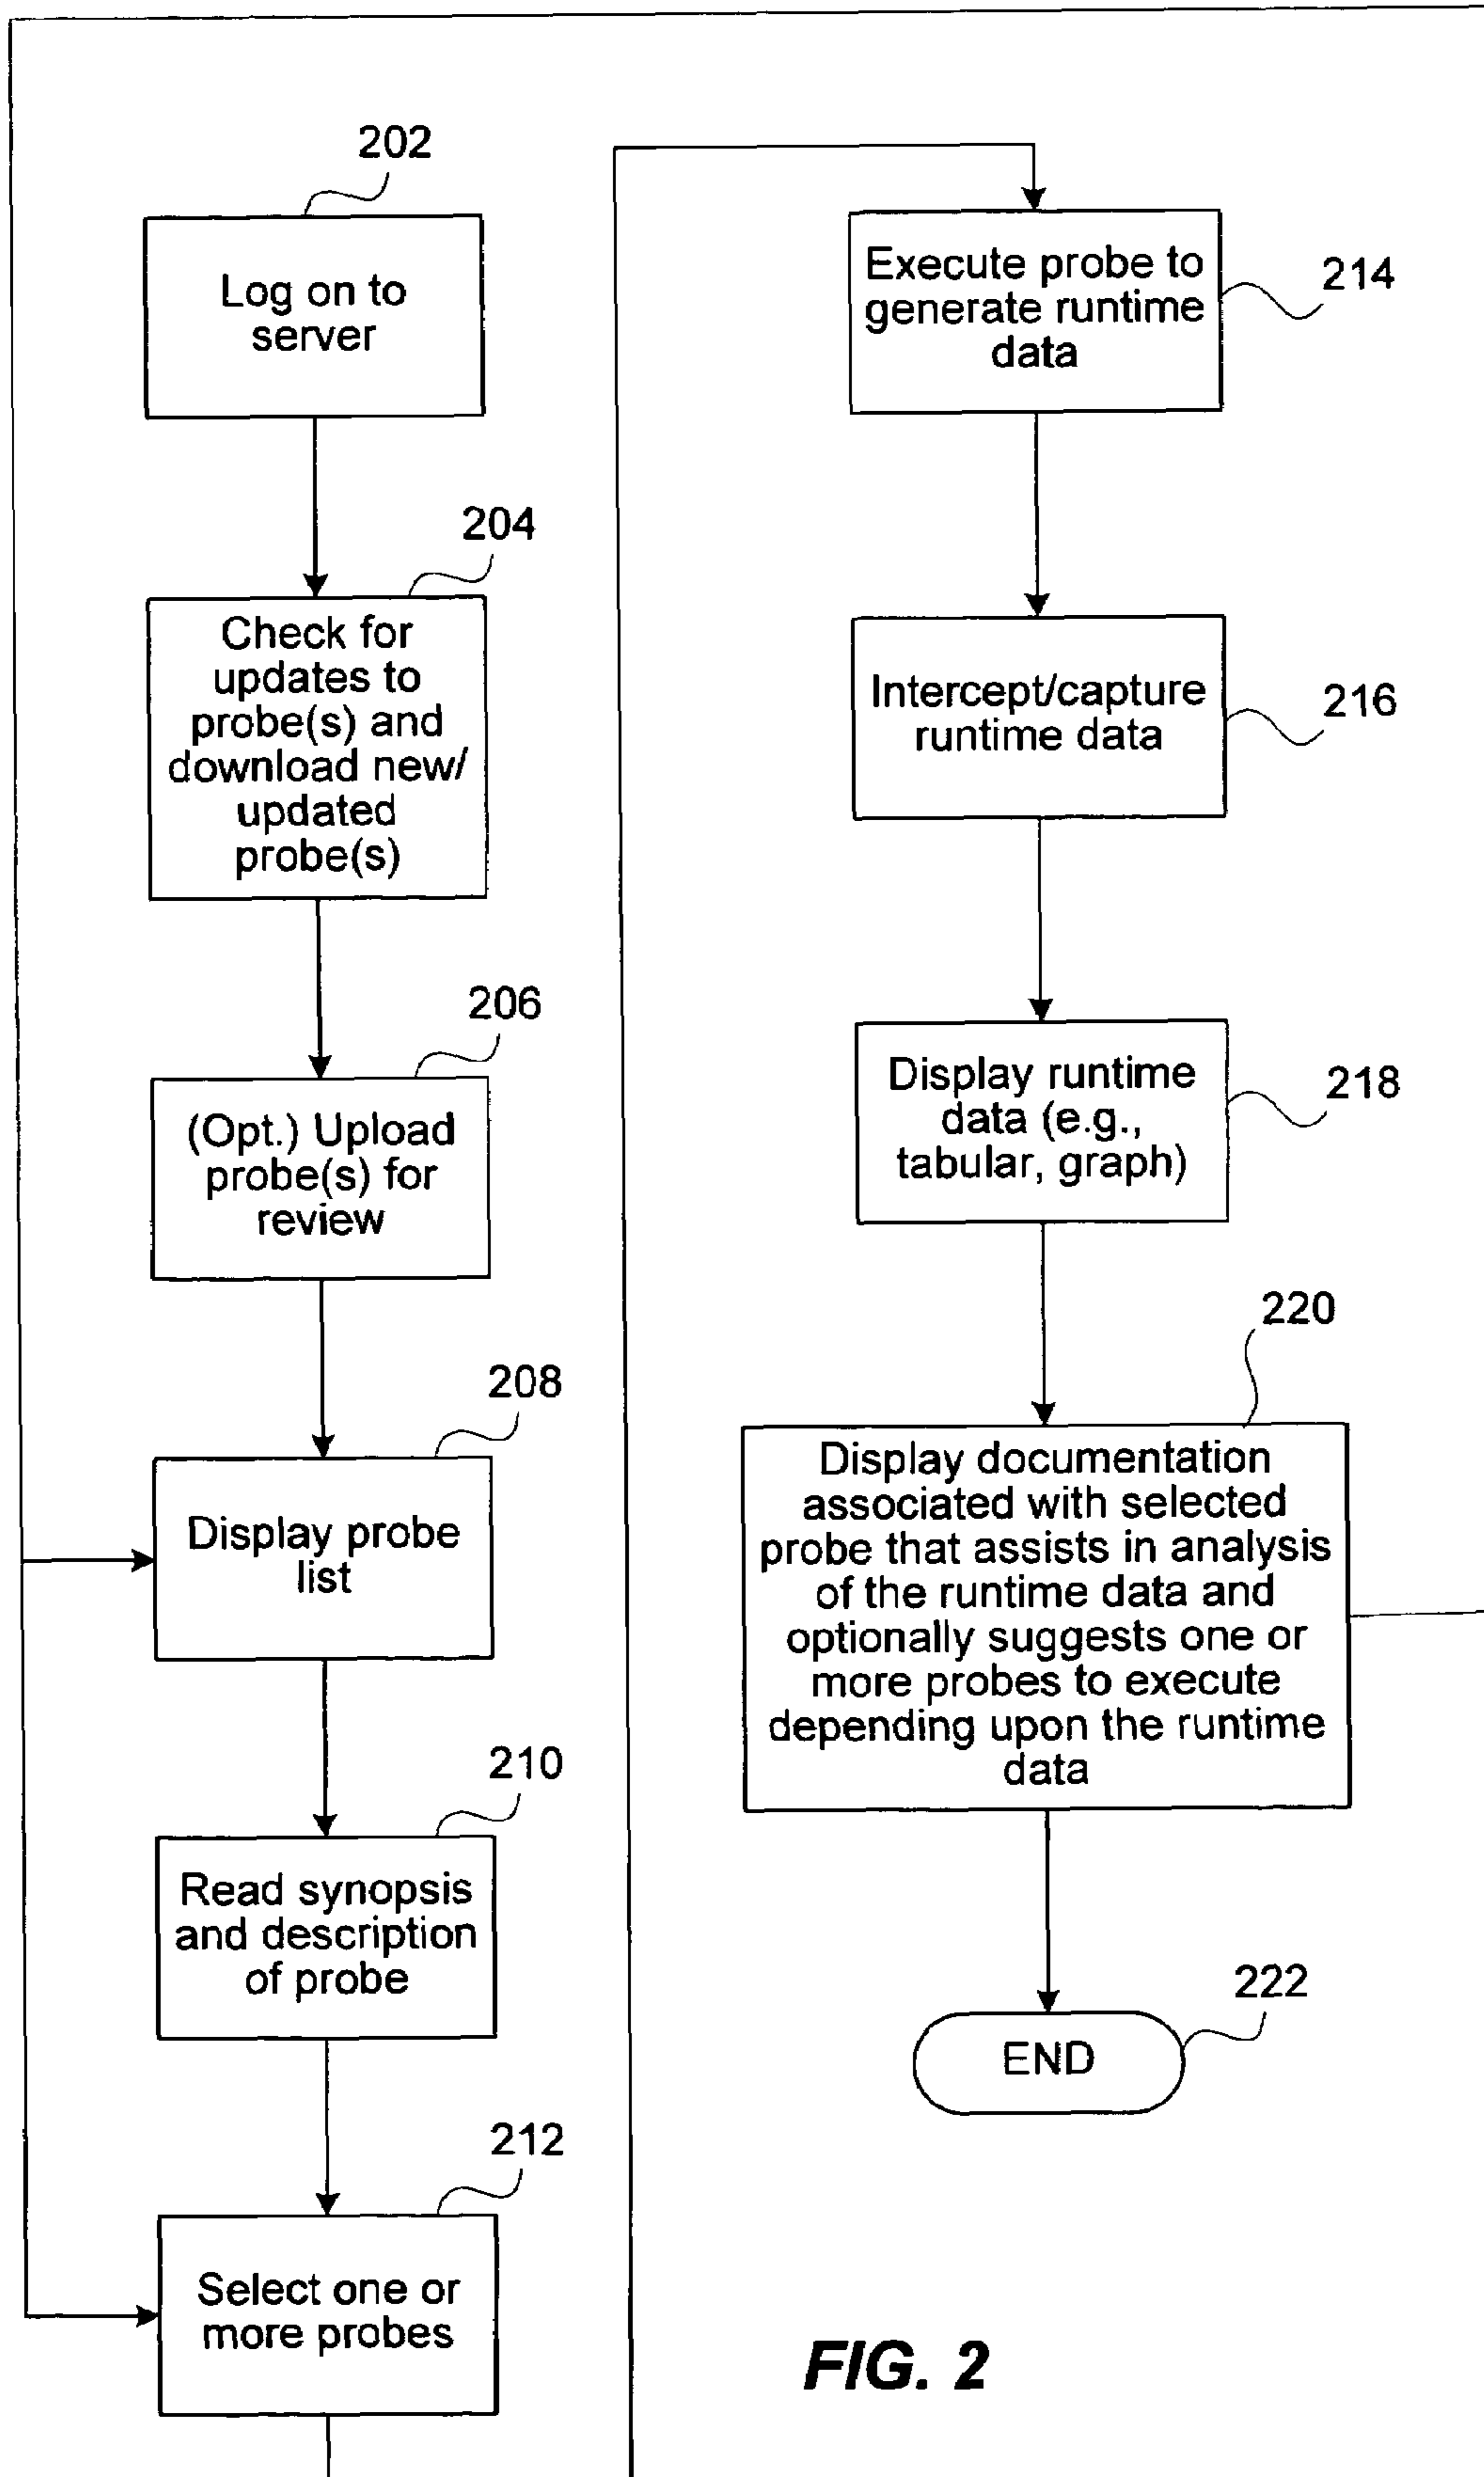 202
Log on to
server
204
Check for
updates to
probe(s) and
download new/
updated
probe(s)
206
(Opt.) Upload
probe(s) for
review
208
Display probe
list
210
Read synopsis
and description
of probe
212
Select one or
more probes
Execute probe to
generate runtime
data
214
Intercept/capture
runtime data
216
Display runtime
data (e.g.,
tabular, graph)
218
220
Display documentation
associated with selected
probe that assists in analysis
of the runtime data and
optionally suggests one or
more probes to execute
depending upon the runtime
data
222
END
FIG. 2